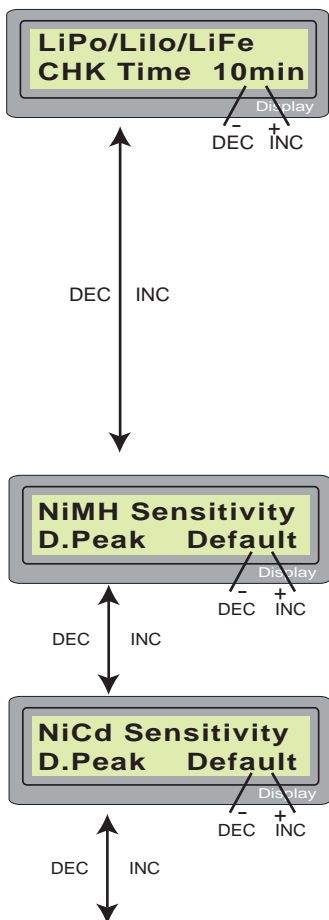 LiPo/LiIo/LiFe
CHK Time 10min
Display
- +
DEC INC
DEC INC
NiMH Sensitivity
D.Peak Default
Display
- +
DEC INC
DEC INC
NiCd Sensitivity
D.Peak Default
Display
- +
DEC INC
DEC INC